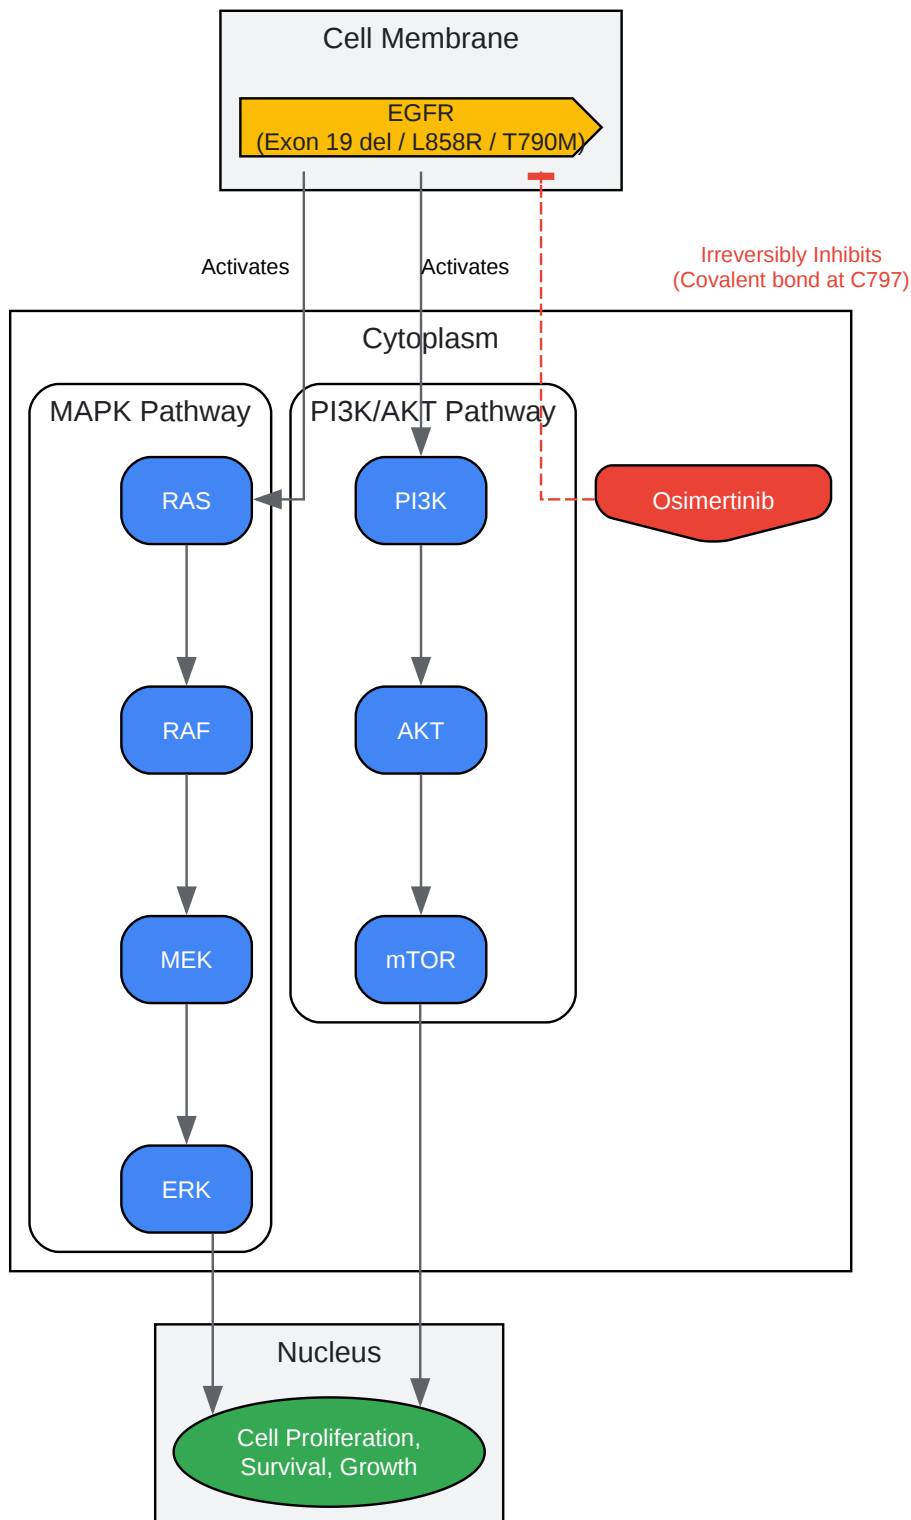 Cell Membrane
EGFR
(Exon 19 del / L858R / T790M)
Activates
Activates
Irreversibly Inhibits
(Covalent bond at C797)
Cytoplasm
MAPK Pathway
PI3K/AKT Pathway
RAS
PI3K
Osimertinib
RAF
AKT
MEK
mTOR
ERK
Nucleus
Cell Proliferation,
Survival, Growth